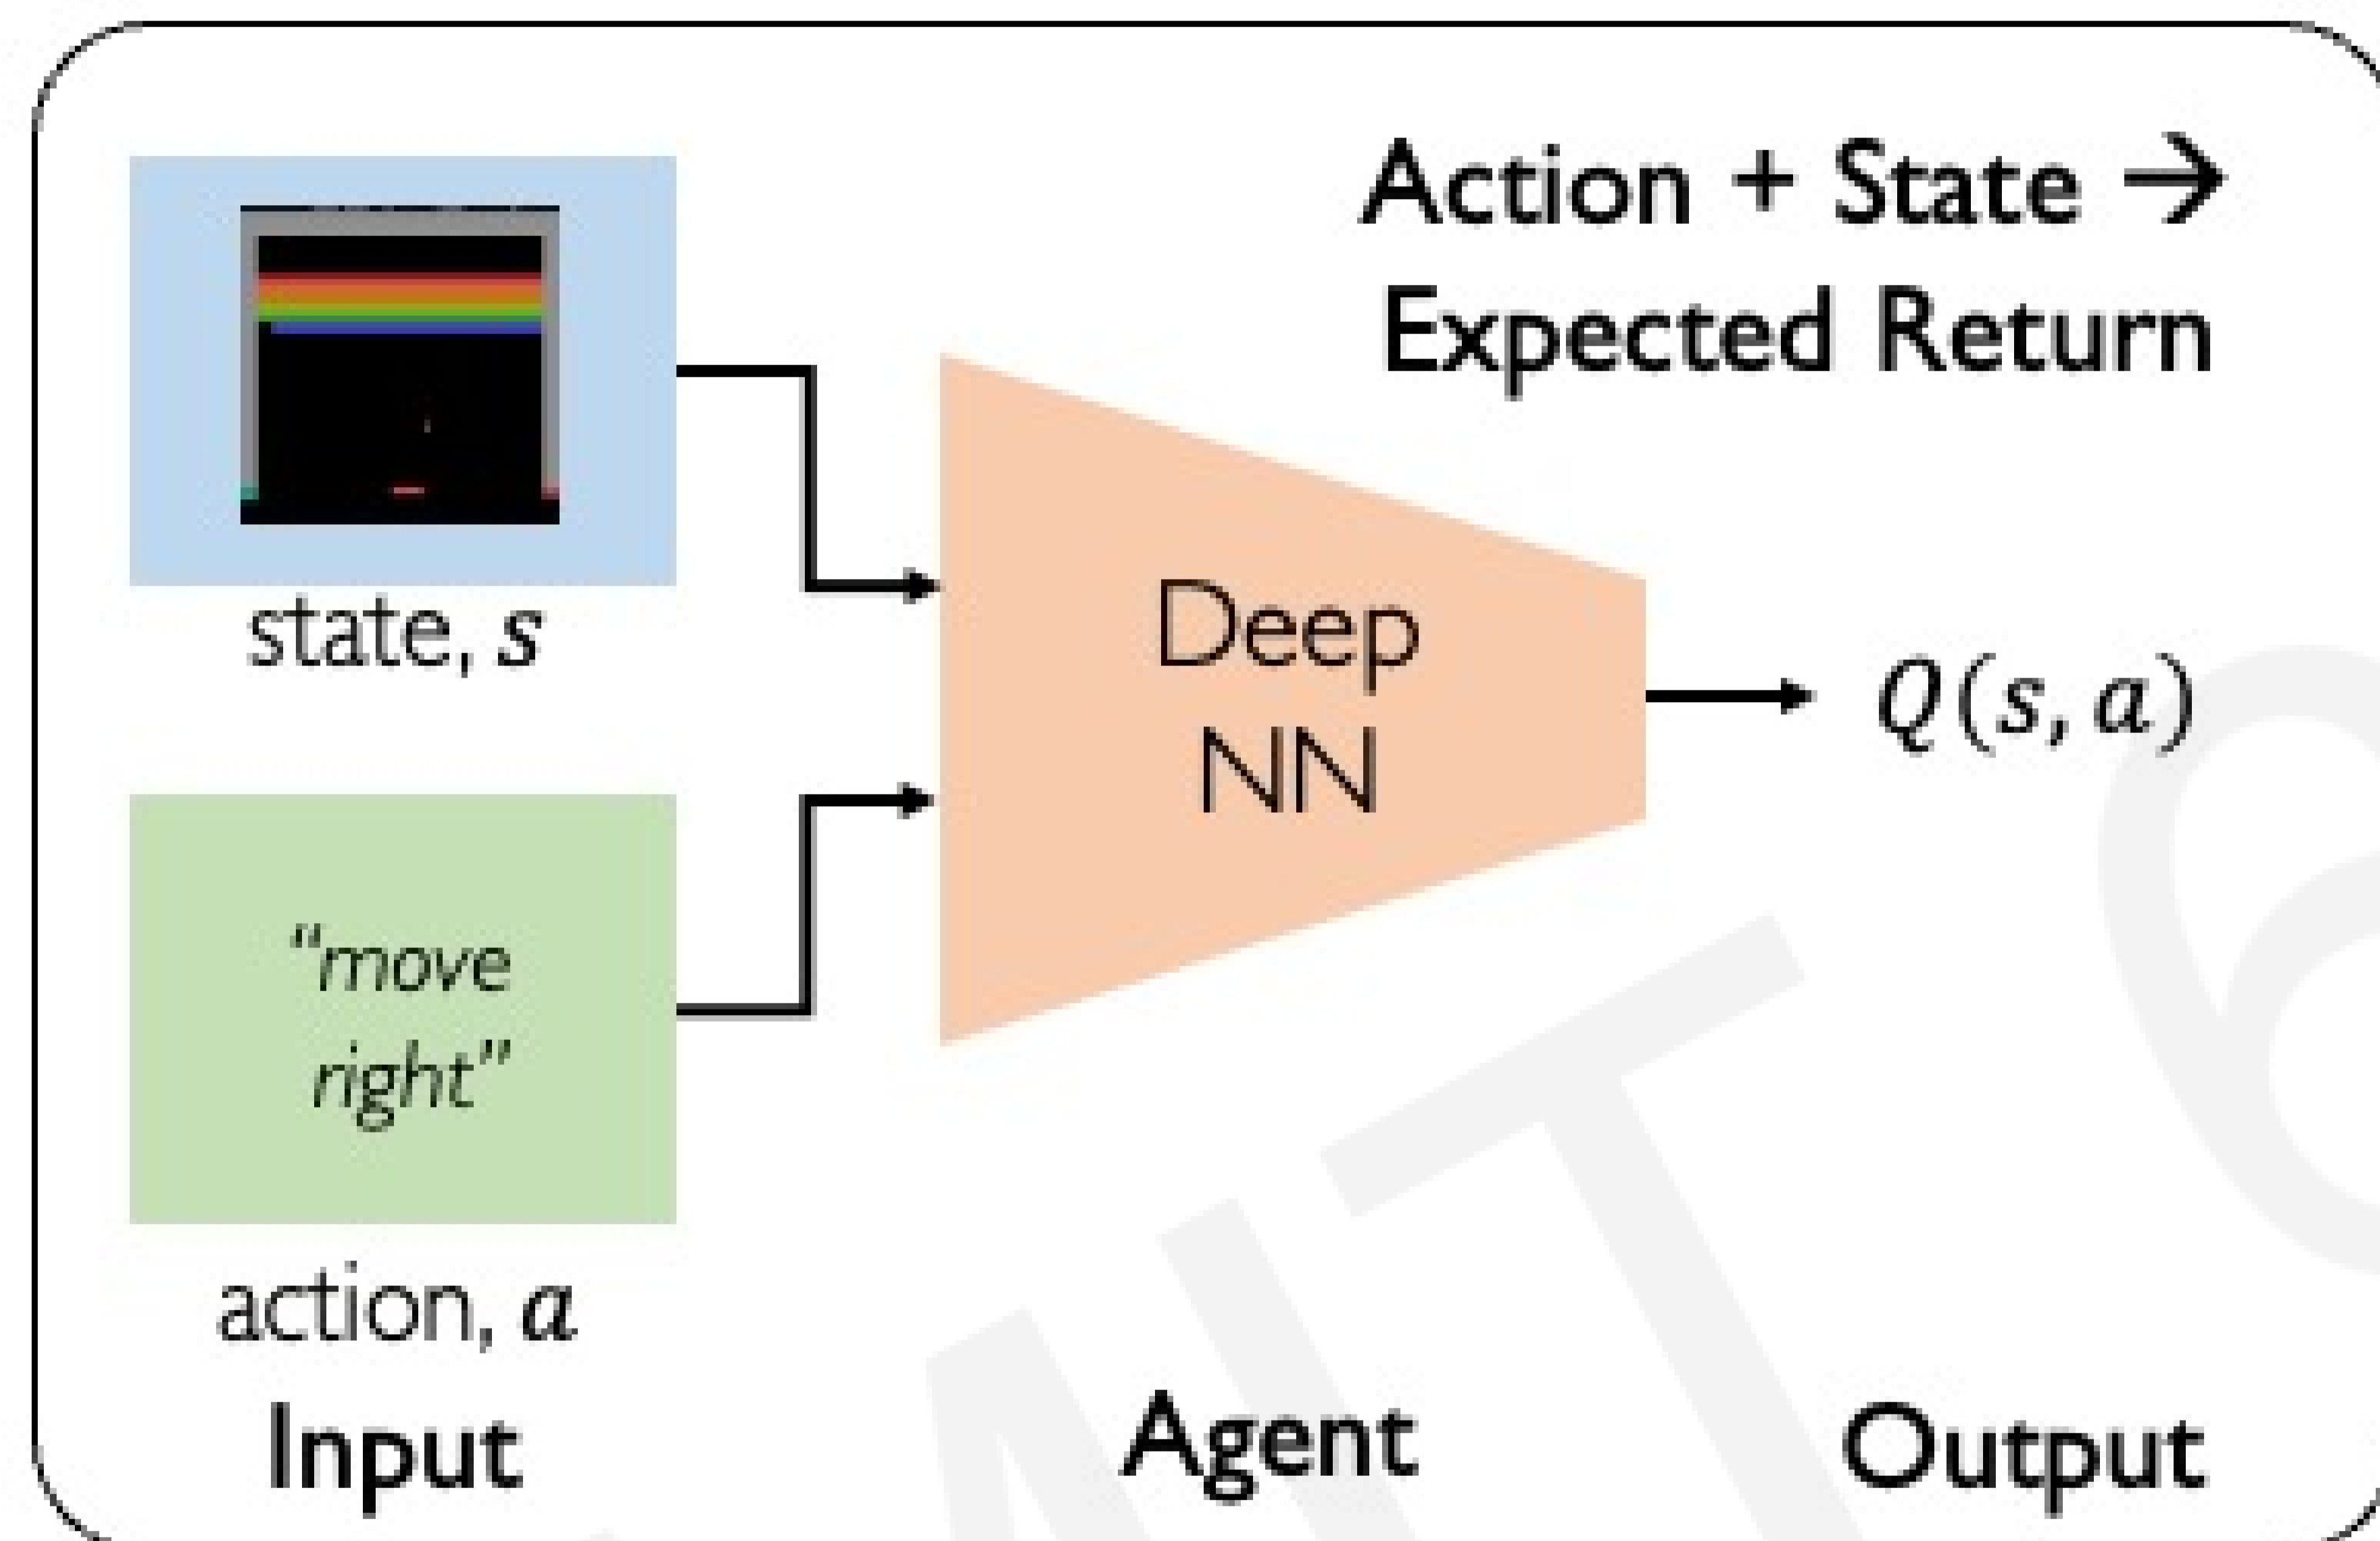 Action + State →
Expected Return
state, s
Deep
NN
Q(s, a)
“move
right”
action, a
Input
Agent
Output